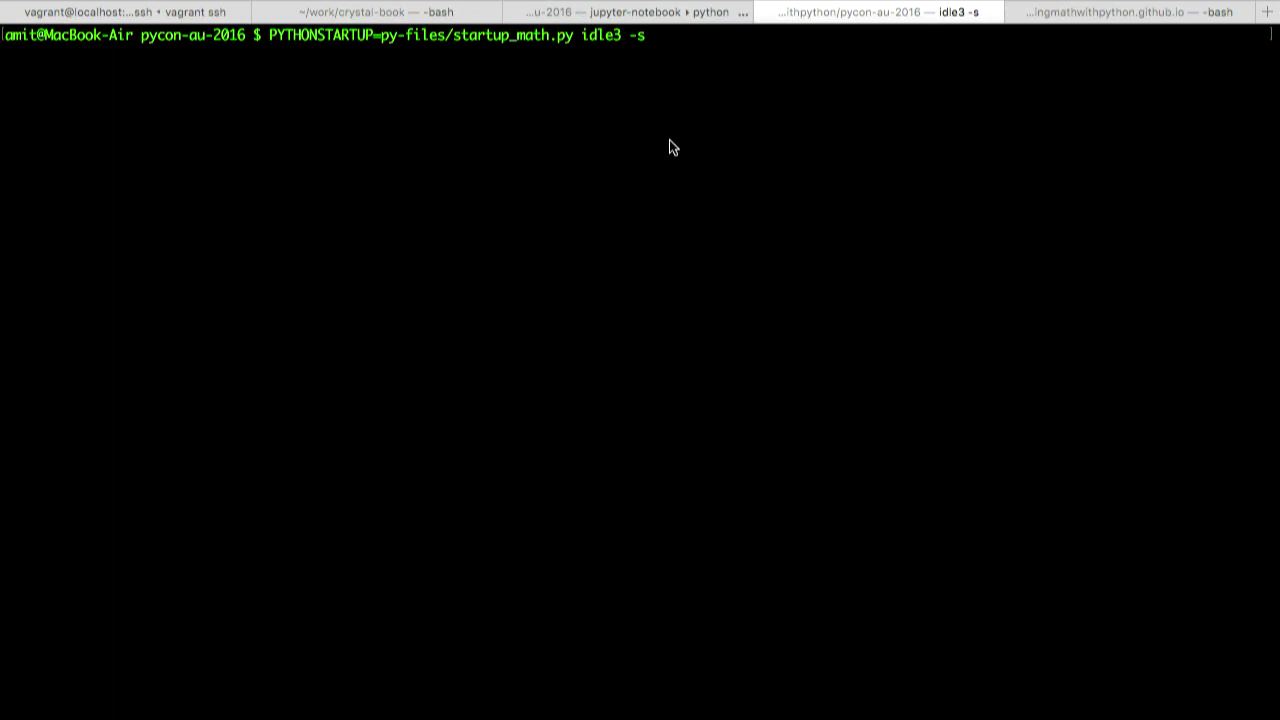 vagrant@localhost:...ssh • vagrant ssh
~/work/crystal-book — -bash
...u-2016 — jupyter-notebook ▸ python ...
...ithpython/pycon-au-2016 — idle3 -s
...ingmathwithpython.github.io — -bash
amit@MacBook-Air pycon-au-2016 $ PYTHONSTARTUP=py-files/startup_math.py idle3 -s